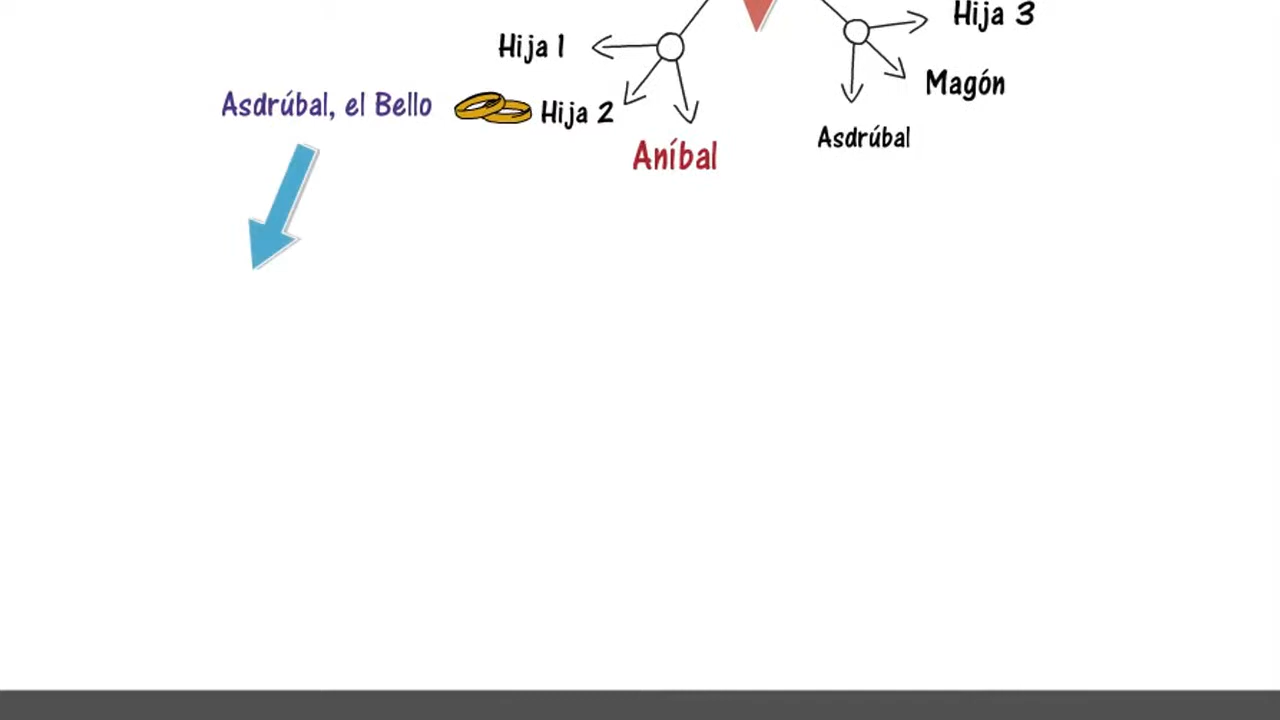 Hija 3
Hija 1
Magón
Asdrúbal, el Bello
Hija 2
Asdrúbal
Aníbal